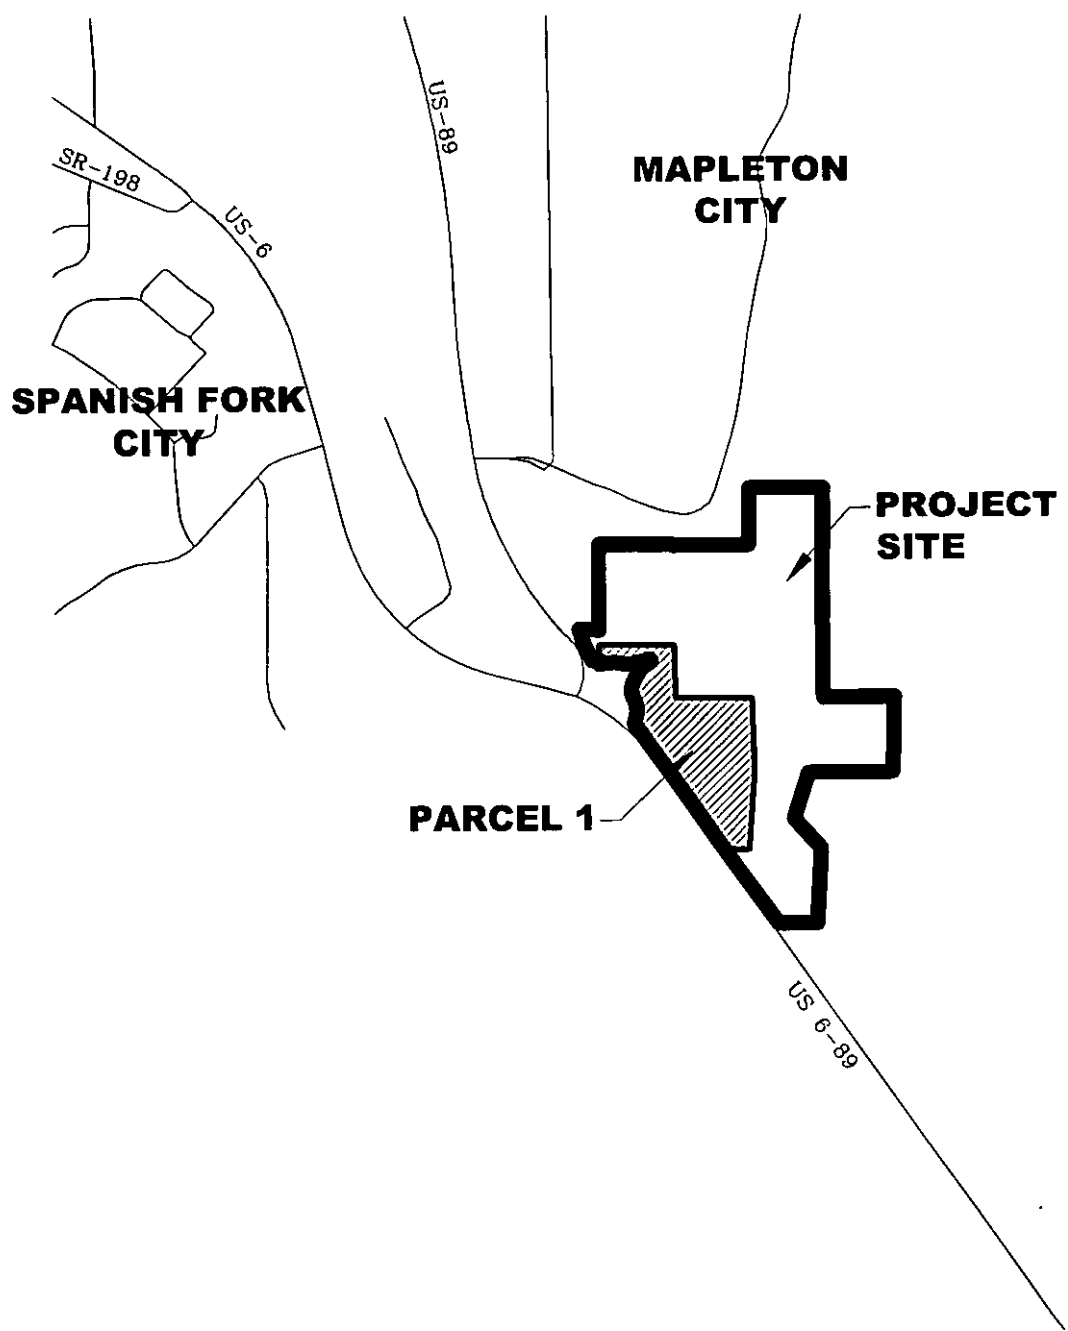 US-89
SR-198
MAPLETON
CITY
US-6
SPANISH FORK
CITY
PROJECT
SITE
PARCEL 1
US 6-89